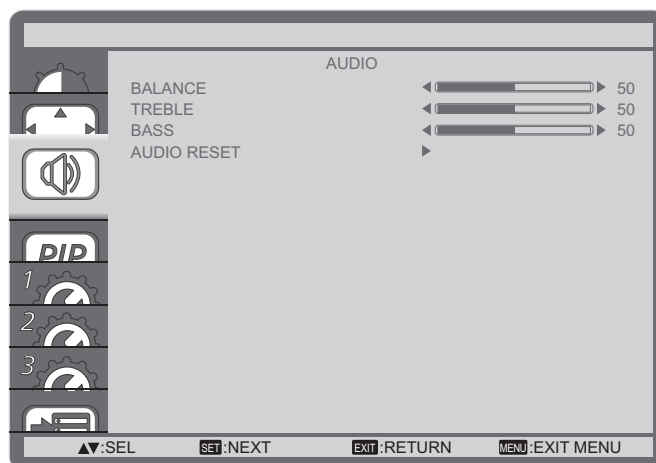 AUDIO
BALANCE 50
TREBLE 50
BASS 50
AUDIO RESET
PIP
1
2
3
▲▼:SEL SET:NEXT EXIT:RETURN MENU:EXIT MENU